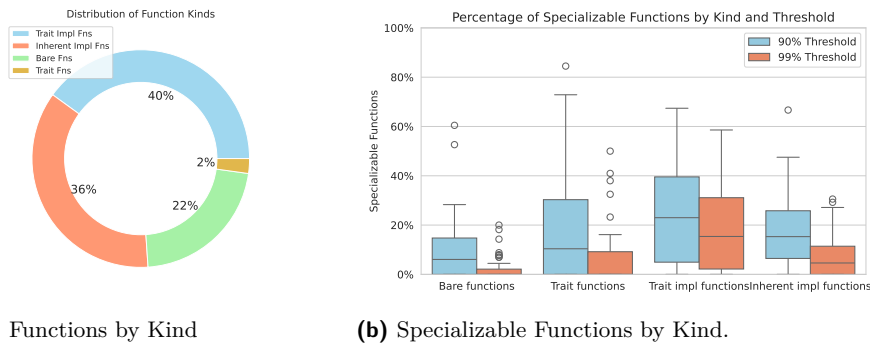 Distribution of Function Kinds
Trait Impl Fns
Inherent Impl Fns
Bare Fns
Trait Fns
40%
2%
36%
22%
Functions by Kind
Percentage of Specializable Functions by Kind and Threshold
90% Threshold
99% Threshold
Specializable Functions
100%
80%
60%
40%
20%
0%
Bare functions
Trait functions
Trait impl functions
Inherent impl functions
(b) Specializable Functions by Kind.